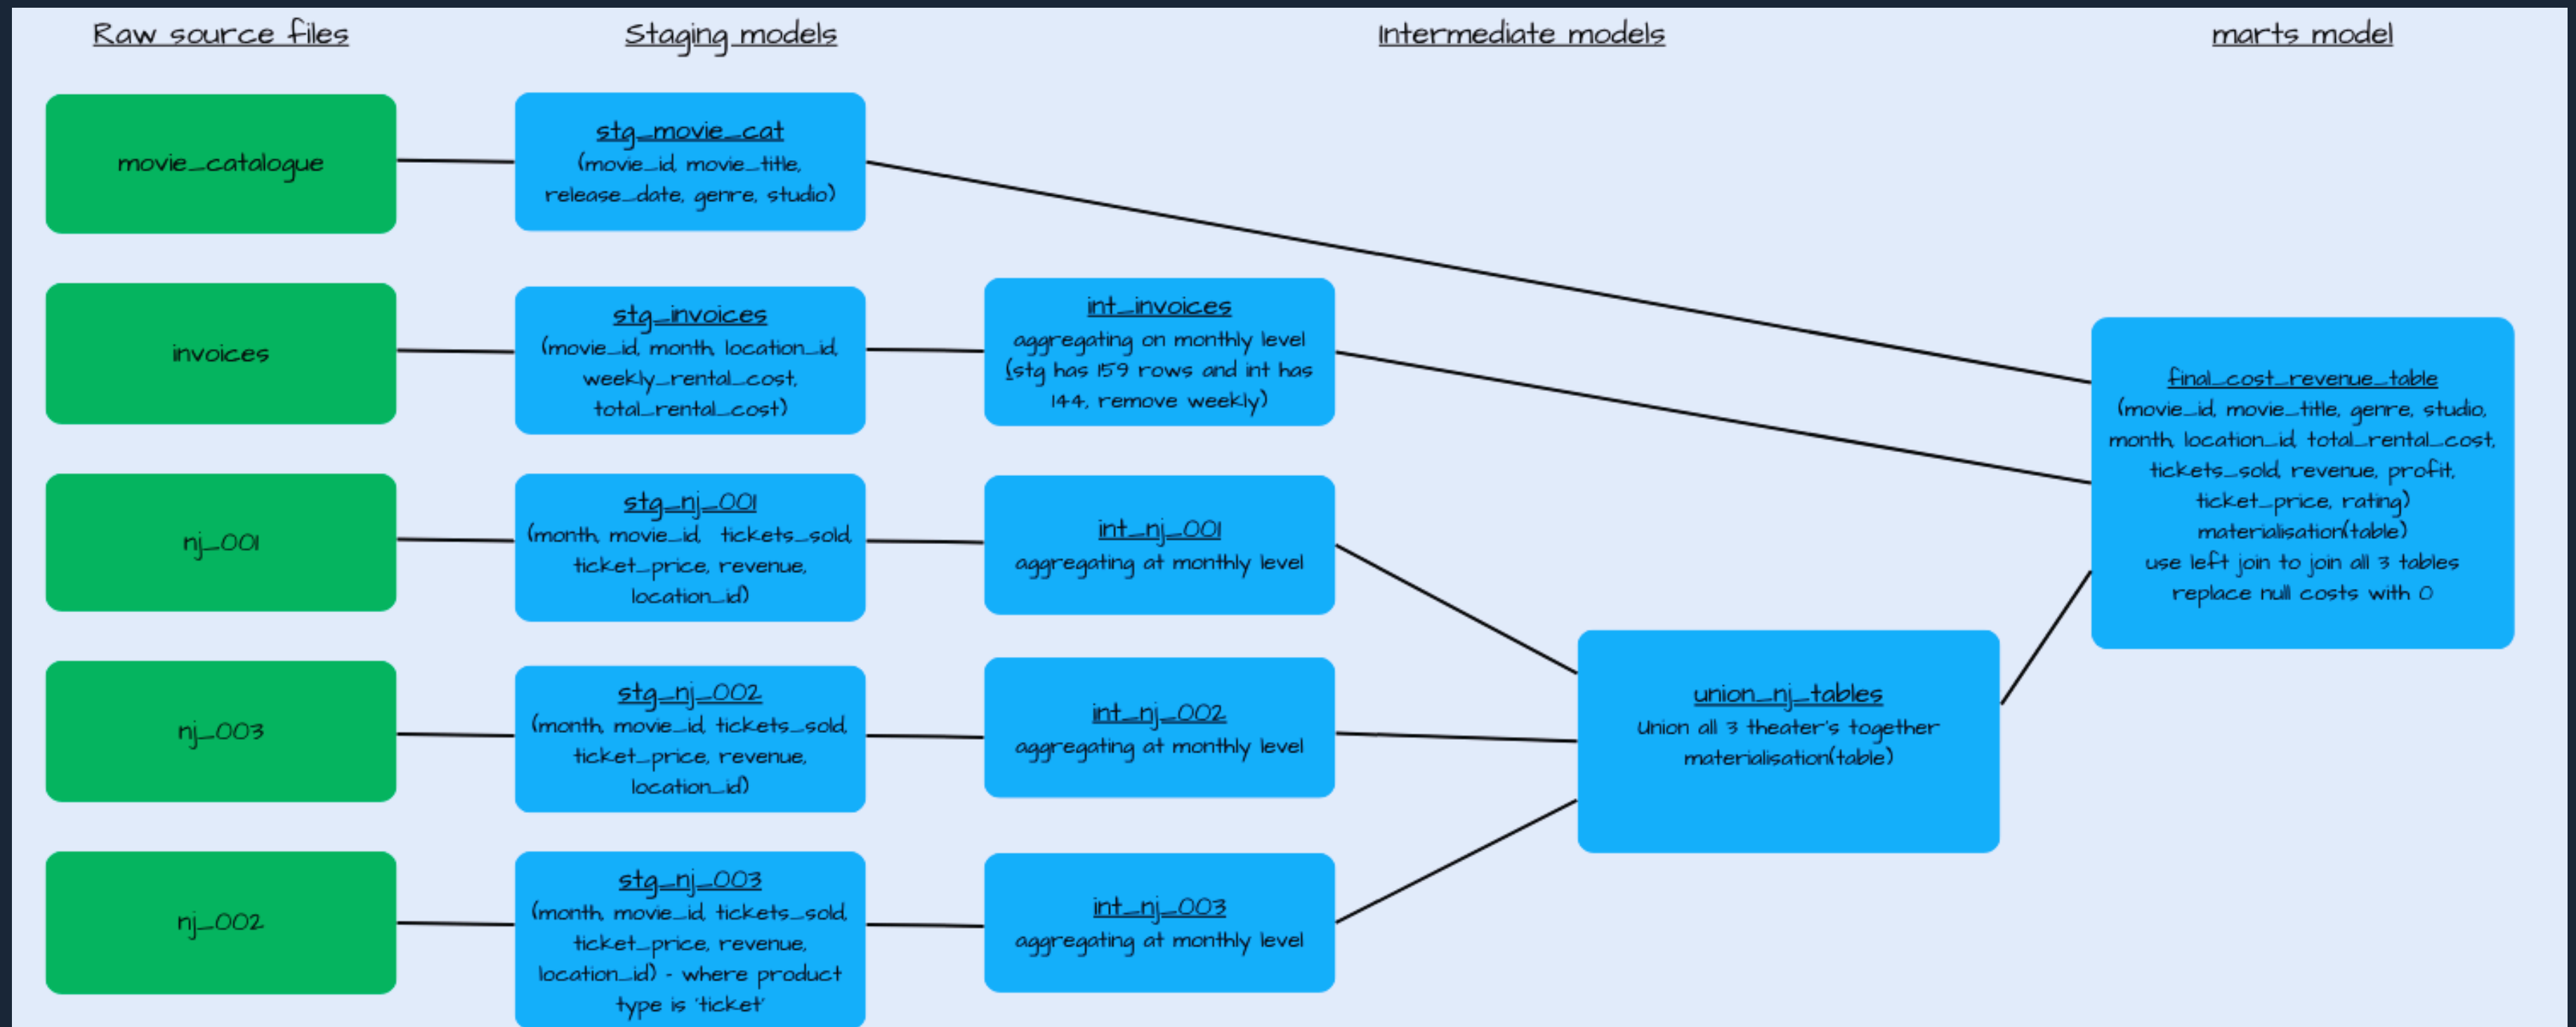 Raw source files
Staging models
Intermediate models
marts model
movie_catalogue
stg_movie_cat
(movie_id, movie_title,
release_date, genre, studio)
invoices
stg_invoices
(movie_id, month, location_id,
weekly_rental_cost,
total_rental_cost)
int_invoices
aggregating on monthly level
(stg has 159 rows and int has
144, remove weekly)
nj_001
stg_nj_001
(month, movie_id, tickets_sold,
ticket_price, revenue,
location_id)
int_nj_001
aggregating at monthly level
nj_003
stg_nj_002
(month, movie_id, tickets_sold,
ticket_price, revenue,
location_id)
int_nj_002
aggregating at monthly level
nj_002
stg_nj_003
(month, movie_id, tickets_sold,
ticket_price, revenue,
location_id) - where product
type is 'ticket'
int_nj_003
aggregating at monthly level
union_nj_tables
Union all 3 theater's together
materialisation(table)
final_cost_revenue_table
(movie_id, movie_title, genre, studio,
month, location_id, total_rental_cost,
tickets_sold, revenue, profit,
ticket_price, rating)
materialisation(table)
use left join to join all 3 tables
replace null costs with 0